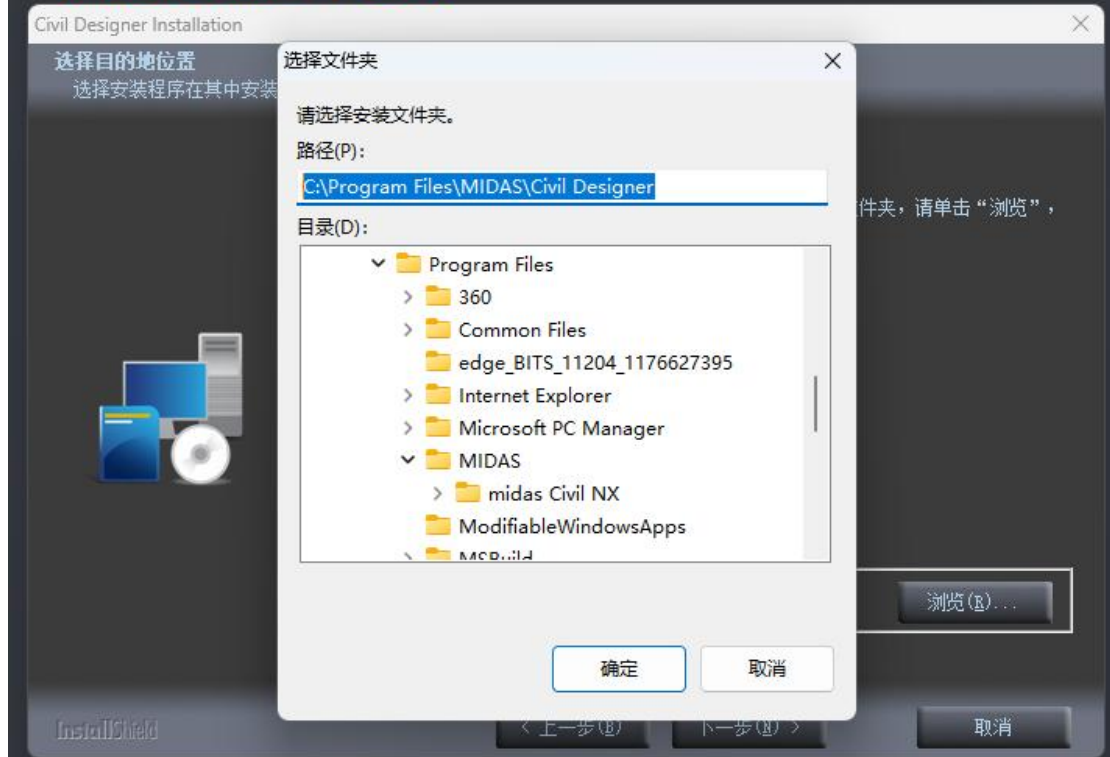 Civil Designer Installation
选择目的地位置
选择安装程序在其中安装
选择文件夹
请选择安装文件夹。
路径(P):
C:\Program Files\MIDAS\Civil Designer
件夹，请单击“浏览”，
目录(D):
Program Files
360
Common Files
edge_BITS_11204_1176627395
Internet Explorer
Microsoft PC Manager
MIDAS
midas Civil NX
ModifiableWindowsApps
MSBuild
浏览(R)...
确定
取消
InstallShield
< 上一步(B)
下一步(N) >
取消